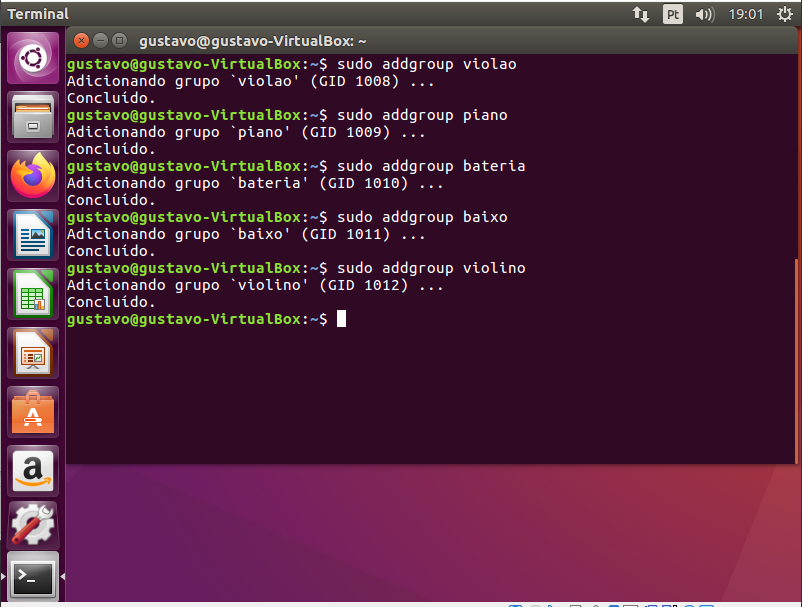 Terminal
Pt
19:01
gustavo@gustavo-VirtualBox: ~
gustavo@gustavo-VirtualBox:~$ sudo addgroup violao
Adicionando grupo `violao' (GID 1008) ...
Concluído.
gustavo@gustavo-VirtualBox:~$ sudo addgroup piano
Adicionando grupo `piano' (GID 1009) ...
Concluído.
gustavo@gustavo-VirtualBox:~$ sudo addgroup bateria
Adicionando grupo `bateria' (GID 1010) ...
Concluído.
gustavo@gustavo-VirtualBox:~$ sudo addgroup baixo
Adicionando grupo `baixo' (GID 1011) ...
Concluído.
gustavo@gustavo-VirtualBox:~$ sudo addgroup violino
Adicionando grupo `violino' (GID 1012) ...
Concluído.
gustavo@gustavo-VirtualBox:~$